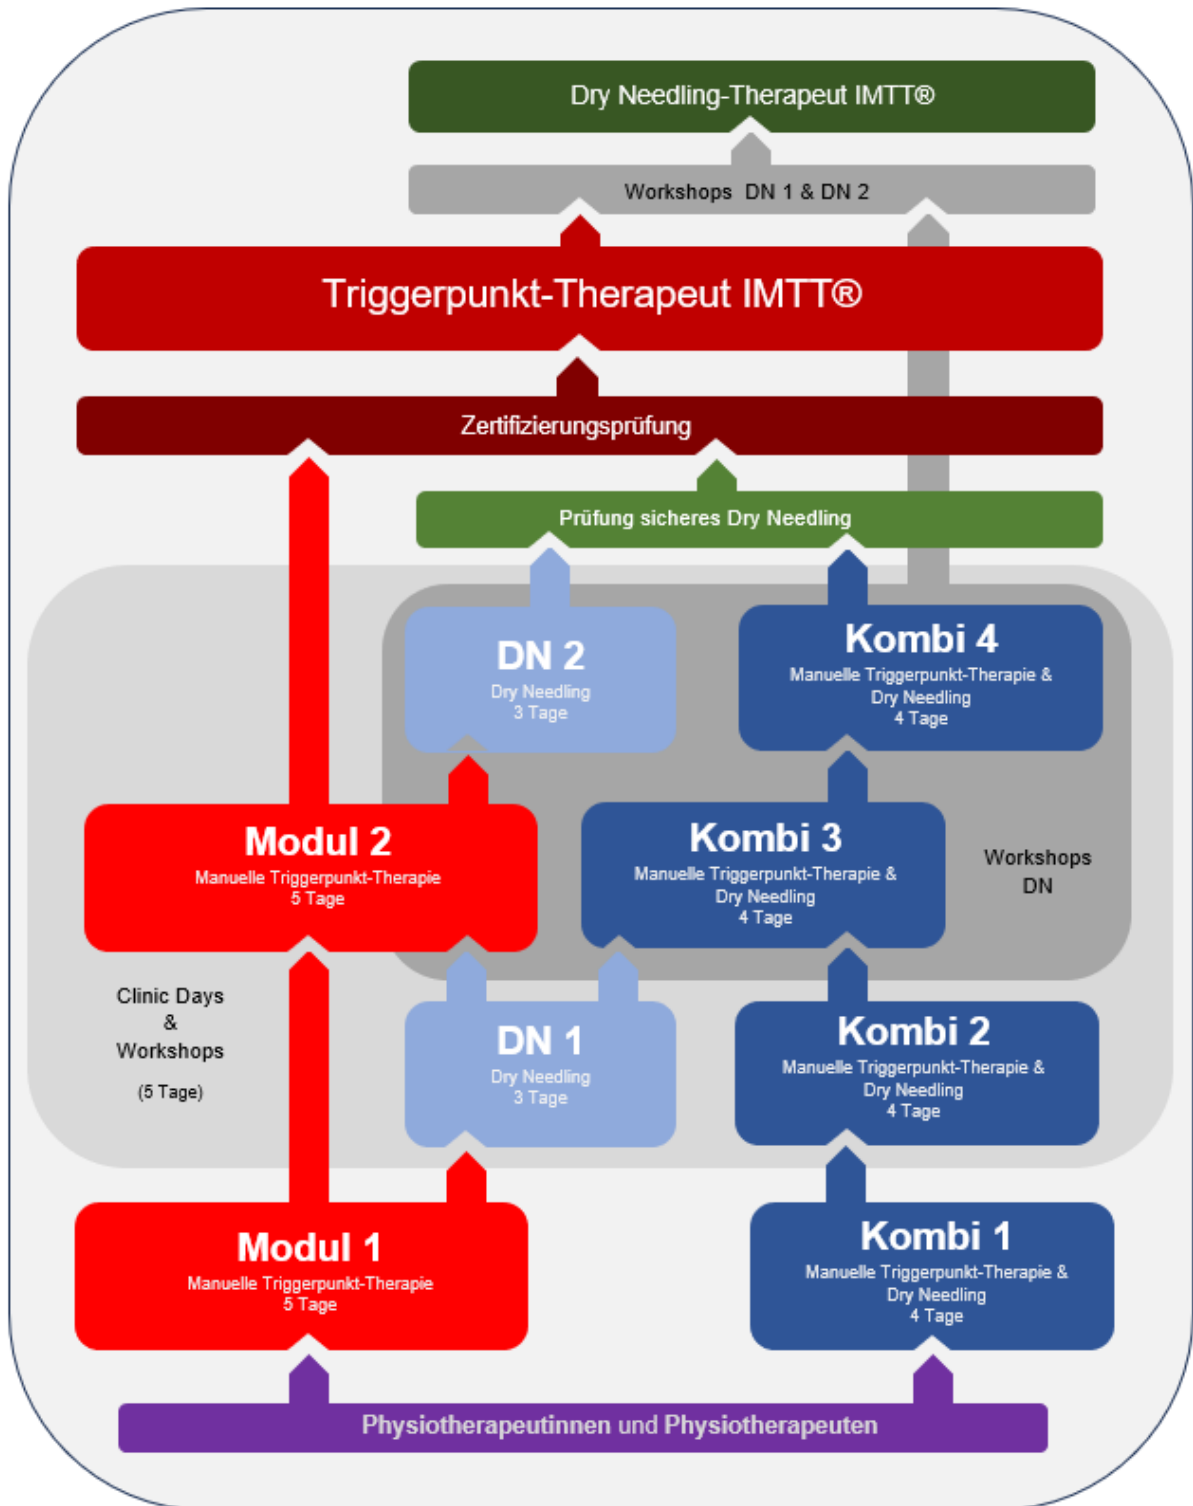 Dry Needling-Therapeut IMTT®
Workshops DN 1 & DN 2
Triggerpunkt-Therapeut IMTT®
Zertifizierungsprüfung
Prüfung sicheres Dry Needling
DN 2
Dry Needling
3 Tage
Kombi 4
Manuelle Triggerpunkt-Therapie &
Dry Needling
4 Tage
Modul 2
Manuelle Triggerpunkt-Therapie
5 Tage
Kombi 3
Manuelle Triggerpunkt-Therapie &
Dry Needling
4 Tage
Workshops
DN
Clinic Days
&
Workshops
(5 Tage)
DN 1
Dry Needling
3 Tage
Kombi 2
Manuelle Triggerpunkt-Therapie &
Dry Needling
4 Tage
Modul 1
Manuelle Triggerpunkt-Therapie
5 Tage
Kombi 1
Manuelle Triggerpunkt-Therapie &
Dry Needling
4 Tage
Physiotherapeutinnen und Physiotherapeuten